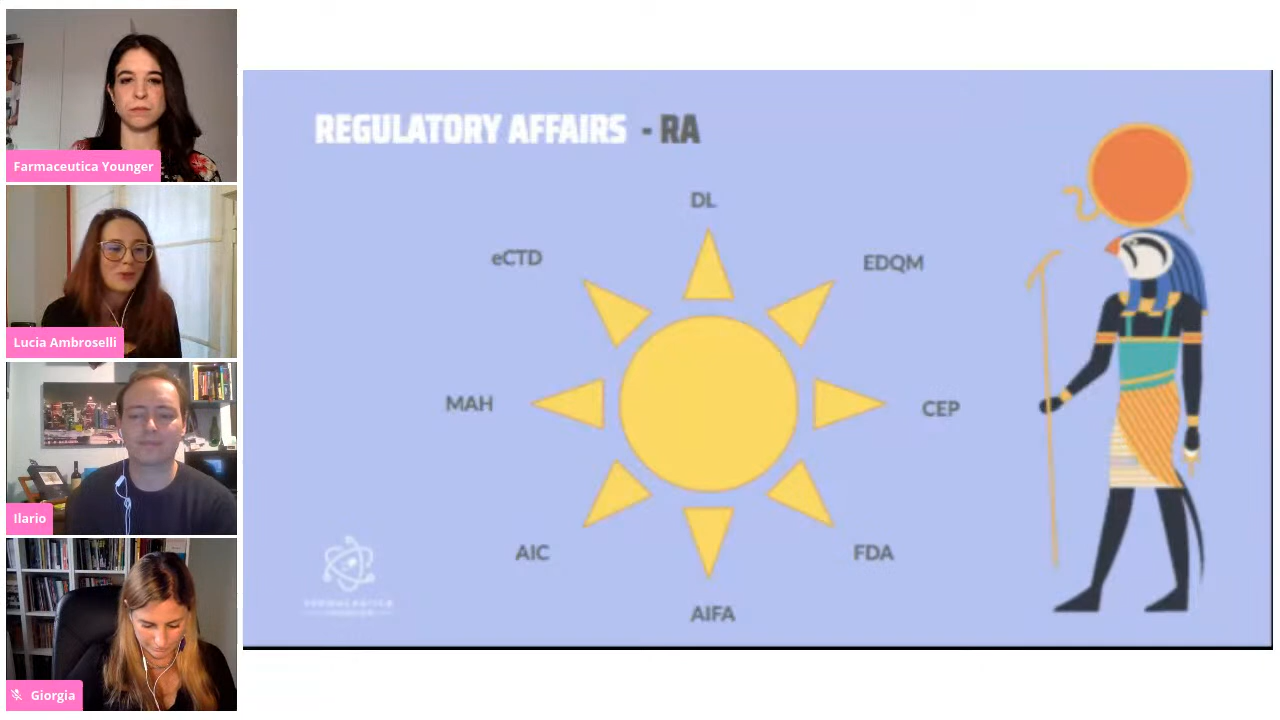 Farmaceutica Younger
Lucia Ambroselli
Ilario
Giorgia
REGULATORY AFFAIRS - RA
DL
eCTD
EDQM
MAH
CEP
AIC
FDA
AIFA